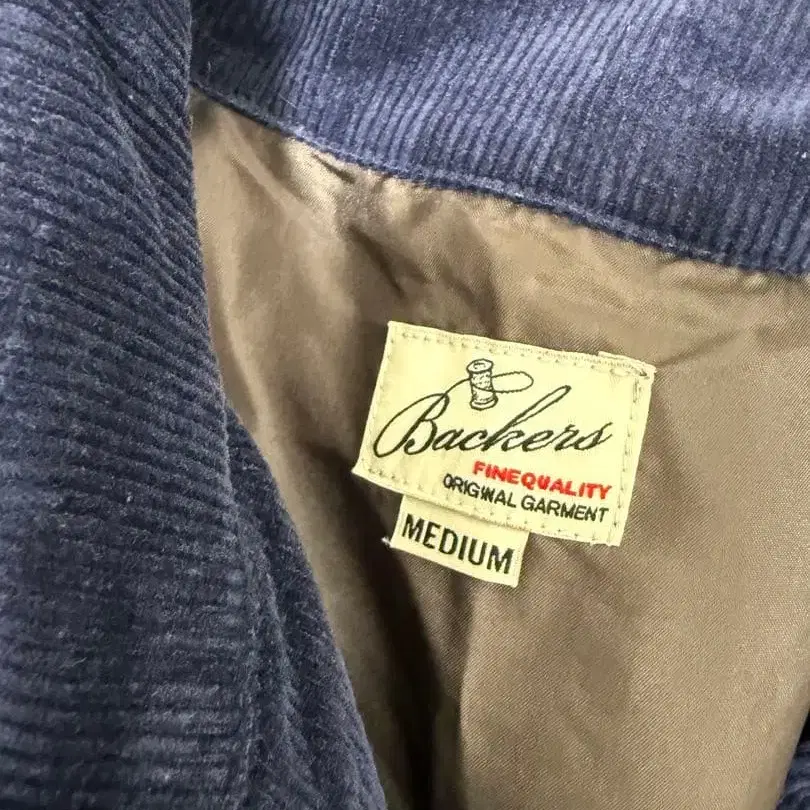 Backers
FINEQUALITY
ORIGINAL GARMENT
MEDIUM